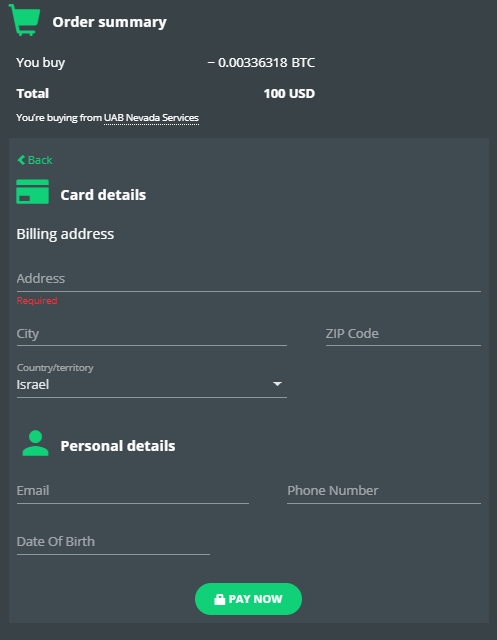 Order summary
You buy ~ 0.00336318 BTC
Total 100 USD
You're buying from UAB Nevada Services
Back
Card details
Billing address
Address
Required
City ZIP Code
Country/territory
Israel
Personal details
Email Phone Number
Date Of Birth
PAY NOW